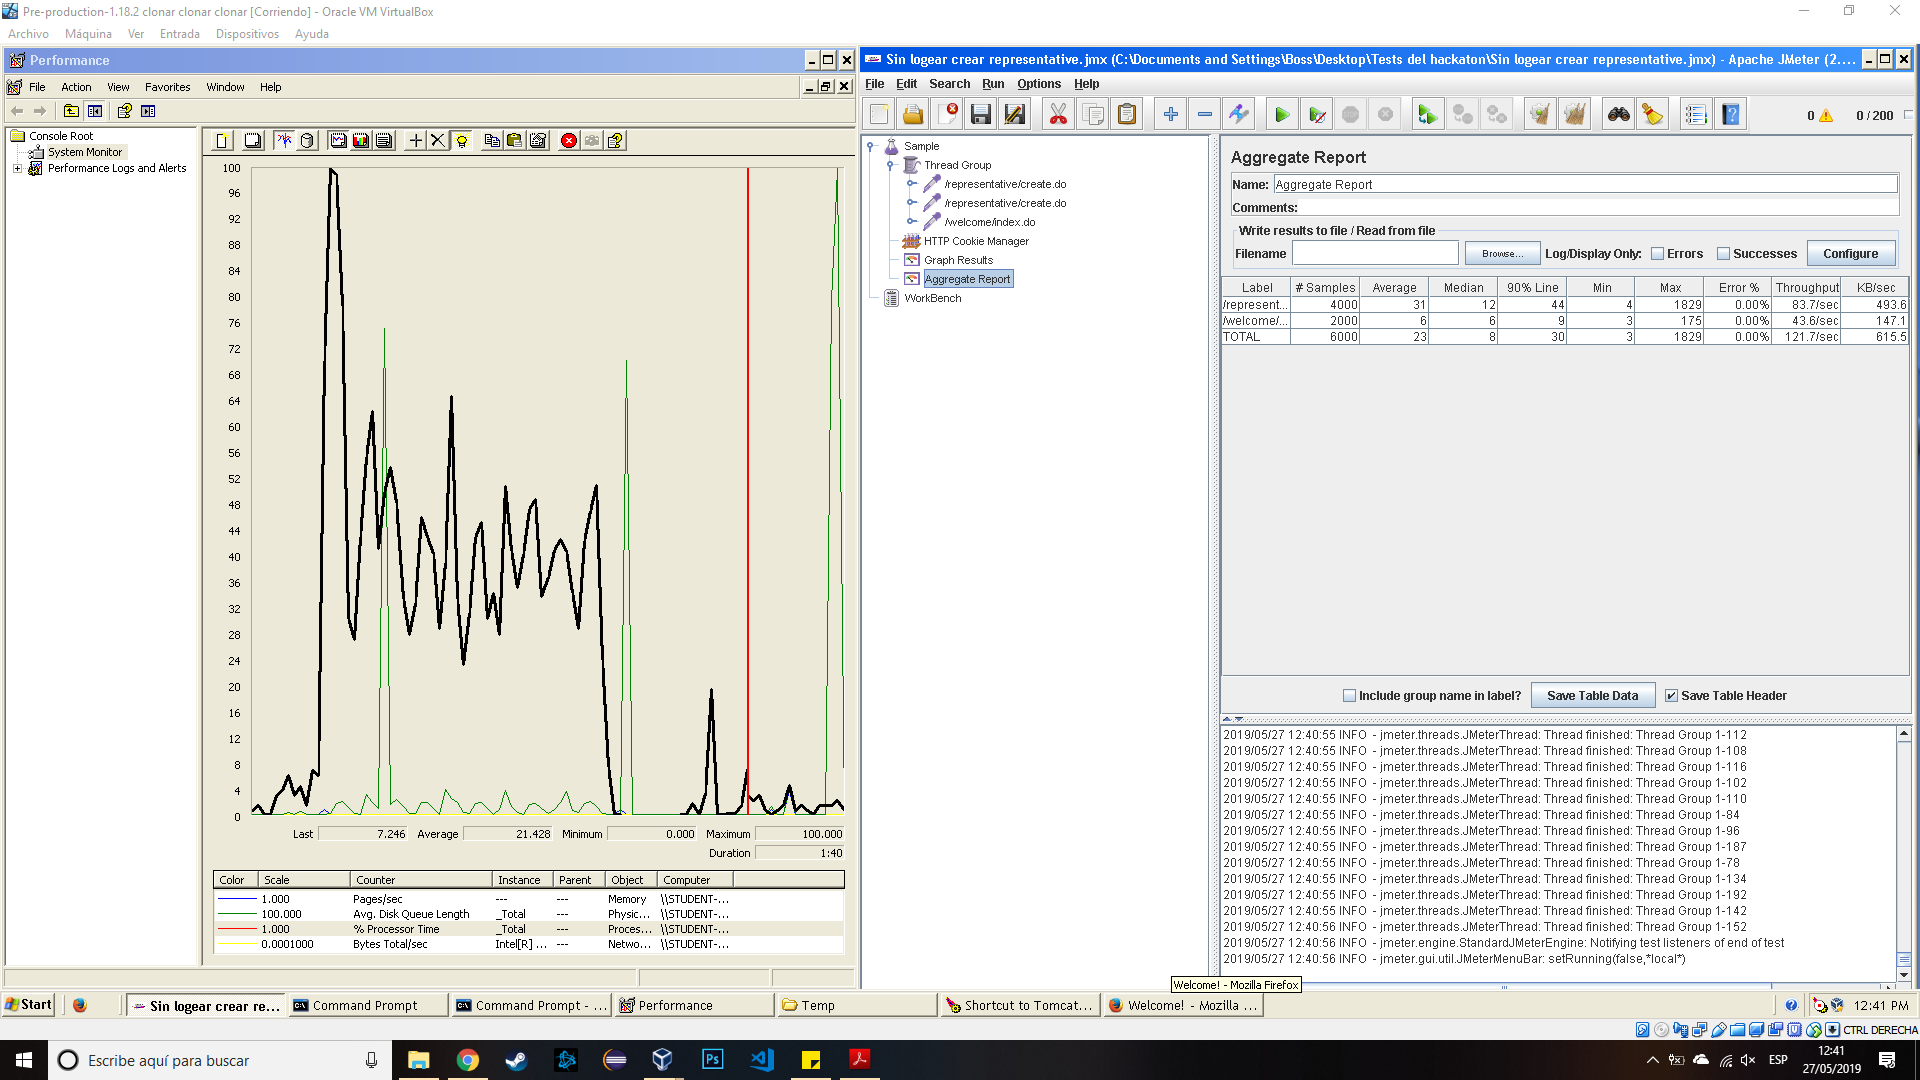 Pre-production-1.18.2 clonar clonar clonar [Corriendo] - Oracle VM VirtualBox
Archivo Máquina Ver Entrada Dispositivos Ayuda
Performance
File Action View Favorites Window Help
Console Root
System Monitor
Performance Logs and Alerts
100
96
92
88
84
80
76
72
68
64
60
56
52
48
44
40
36
32
28
24
20
16
12
8
4
0
Last 7.246 Average 21.428 Minimum 0.000 Maximum 100.000
Duration 1:40
Color Scale Counter Instance Parent Object Computer
1.000 Pages/sec --- --- Memory \\STUDENT-...
100.000 Avg. Disk Queue Length _Total --- Physic... \\STUDENT-...
1.000 % Processor Time _Total --- Proces... \\STUDENT-...
0.0001000 Bytes Total/sec Intel[R] ... --- Netwo... \\STUDENT-...
Sin logear crear representative.jmx (C:\Documents and Settings\Boss\Desktop\Tests del hackaton\Sin logear crear representative.jmx) - Apache JMeter (2....
File Edit Search Run Options Help
0 0 / 200
Sample
Thread Group
/representative/create.do
/representative/create.do
/welcome/index.do
HTTP Cookie Manager
Graph Results
Aggregate Report
WorkBench
Aggregate Report
Name: Aggregate Report
Comments:
Write results to file / Read from file
Filename Browse... Log/Display Only: Errors Successes Configure
Label # Samples Average Median 90% Line Min Max Error % Throughput KB/sec
/represent... 4000 31 12 44 4 1829 0.00% 83.7/sec 493.6
/welcome/... 2000 6 6 9 3 175 0.00% 43.6/sec 147.1
TOTAL 6000 23 8 30 3 1829 0.00% 121.7/sec 615.5
Include group name in label? Save Table Data Save Table Header
2019/05/27 12:40:55 INFO - jmeter.threads.JMeterThread: Thread finished: Thread Group 1-112
2019/05/27 12:40:55 INFO - jmeter.threads.JMeterThread: Thread finished: Thread Group 1-108
2019/05/27 12:40:55 INFO - jmeter.threads.JMeterThread: Thread finished: Thread Group 1-116
2019/05/27 12:40:55 INFO - jmeter.threads.JMeterThread: Thread finished: Thread Group 1-102
2019/05/27 12:40:55 INFO - jmeter.threads.JMeterThread: Thread finished: Thread Group 1-110
2019/05/27 12:40:55 INFO - jmeter.threads.JMeterThread: Thread finished: Thread Group 1-84
2019/05/27 12:40:55 INFO - jmeter.threads.JMeterThread: Thread finished: Thread Group 1-96
2019/05/27 12:40:55 INFO - jmeter.threads.JMeterThread: Thread finished: Thread Group 1-187
2019/05/27 12:40:55 INFO - jmeter.threads.JMeterThread: Thread finished: Thread Group 1-78
2019/05/27 12:40:55 INFO - jmeter.threads.JMeterThread: Thread finished: Thread Group 1-134
2019/05/27 12:40:55 INFO - jmeter.threads.JMeterThread: Thread finished: Thread Group 1-192
2019/05/27 12:40:55 INFO - jmeter.threads.JMeterThread: Thread finished: Thread Group 1-142
2019/05/27 12:40:55 INFO - jmeter.threads.JMeterThread: Thread finished: Thread Group 1-152
2019/05/27 12:40:56 INFO - jmeter.engine.StandardJMeterEngine: Notifying test listeners of end of test
2019/05/27 12:40:56 INFO - jmeter.gui.util.JMeterMenuBar: setRunning(false,*local*)
Welcome! - Mozilla Firefox
Start Sin logear crear re... Command Prompt Command Prompt - ... Performance Temp Shortcut to Tomcat... Welcome! - Mozilla ... 12:41 PM
CTRL DERECHA
Escribe aquí para buscar Ps ESP 12:41
27/05/2019